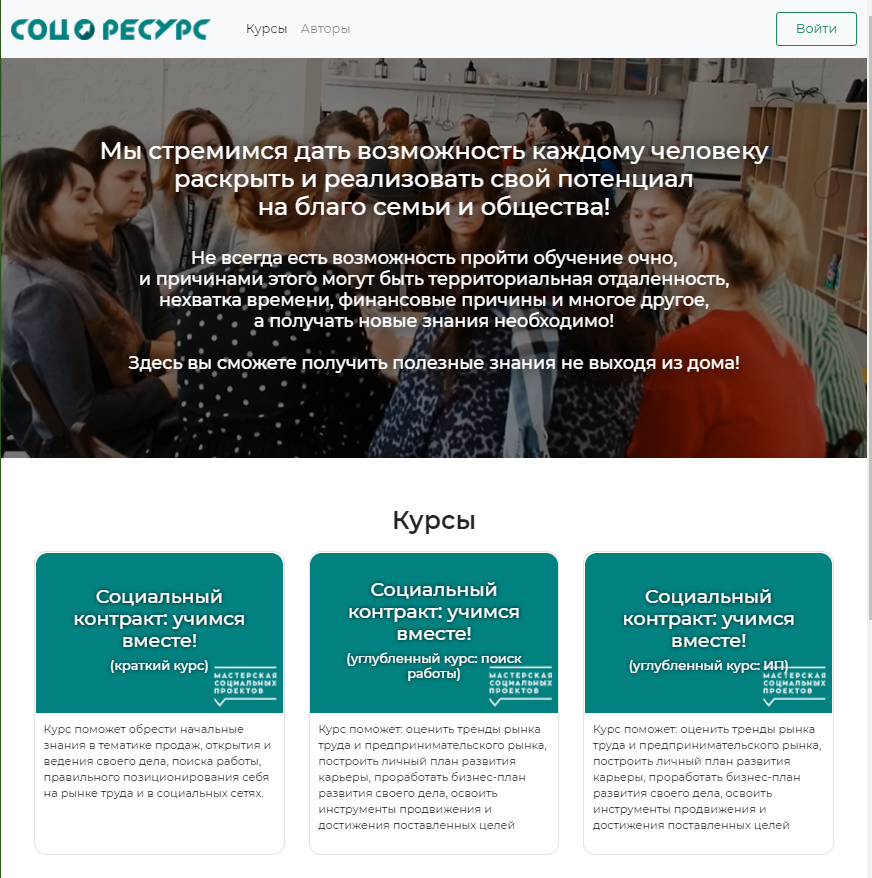 СОЦ РЕСУРС Курсы Авторы Войти
Мы стремимся дать возможность каждому человеку
раскрыть и реализовать свой потенциал
на благо семьи и общества!
Не всегда есть возможность пройти обучение очно,
и причинами этого могут быть территориальная отдаленность,
нехватка времени, финансовые причины и многое другое,
а получать новые знания необходимо!
Здесь вы сможете получить полезные знания не выходя из дома!
Курсы
Социальный
контракт: учимся
вместе!
(краткий курс)
МАСТЕРСКАЯ
СОЦИАЛЬНЫХ
ПРОЕКТОВ
Курс поможет обрести начальные
знания в тематике продаж, открытия и
ведения своего дела, поиска работы,
правильного позиционирования себя
на рынке труда и в социальных сетях.
Социальный
контракт: учимся
вместе!
(углубленный курс: поиск
работы)
МАСТЕРСКАЯ
СОЦИАЛЬНЫХ
ПРОЕКТОВ
Курс поможет: оценить тренды рынка
труда и предпринимательского рынка,
построить личный план развития
карьеры, проработать бизнес-план
развития своего дела, освоить
инструменты продвижения и
достижения поставленных целей
Социальный
контракт: учимся
вместе!
(углубленный курс: ИП)
МАСТЕРСКАЯ
СОЦИАЛЬНЫХ
ПРОЕКТОВ
Курс поможет: оценить тренды рынка
труда и предпринимательского рынка,
построить личный план развития
карьеры, проработать бизнес-план
развития своего дела, освоить
инструменты продвижения и
достижения поставленных целей